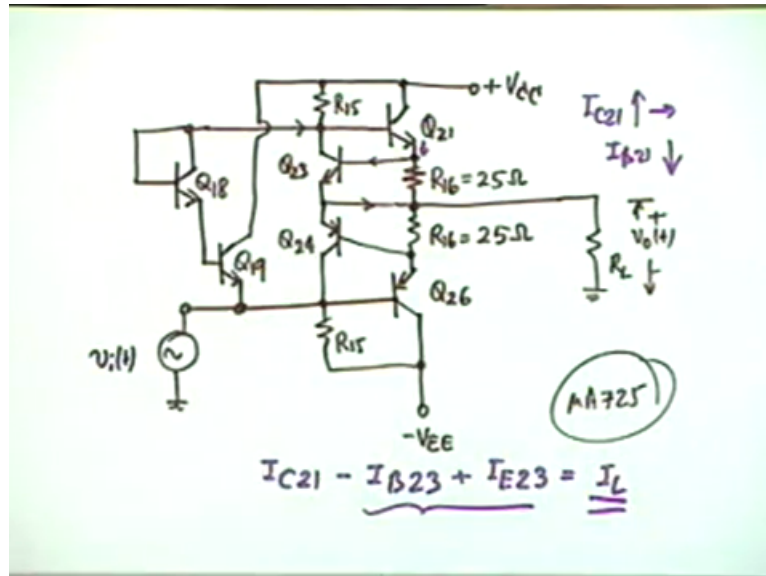 +VCC
R15
Q21
IC21 ↑ →
IB21 ↓
Q23
R16 = 25Ω
Q18
Q24
R16 = 25Ω
+
vo(t)
RL
Q19
Q26
vi(t)
R15
μA725
-VEE
IC21 - IB23 + IE23 = IL